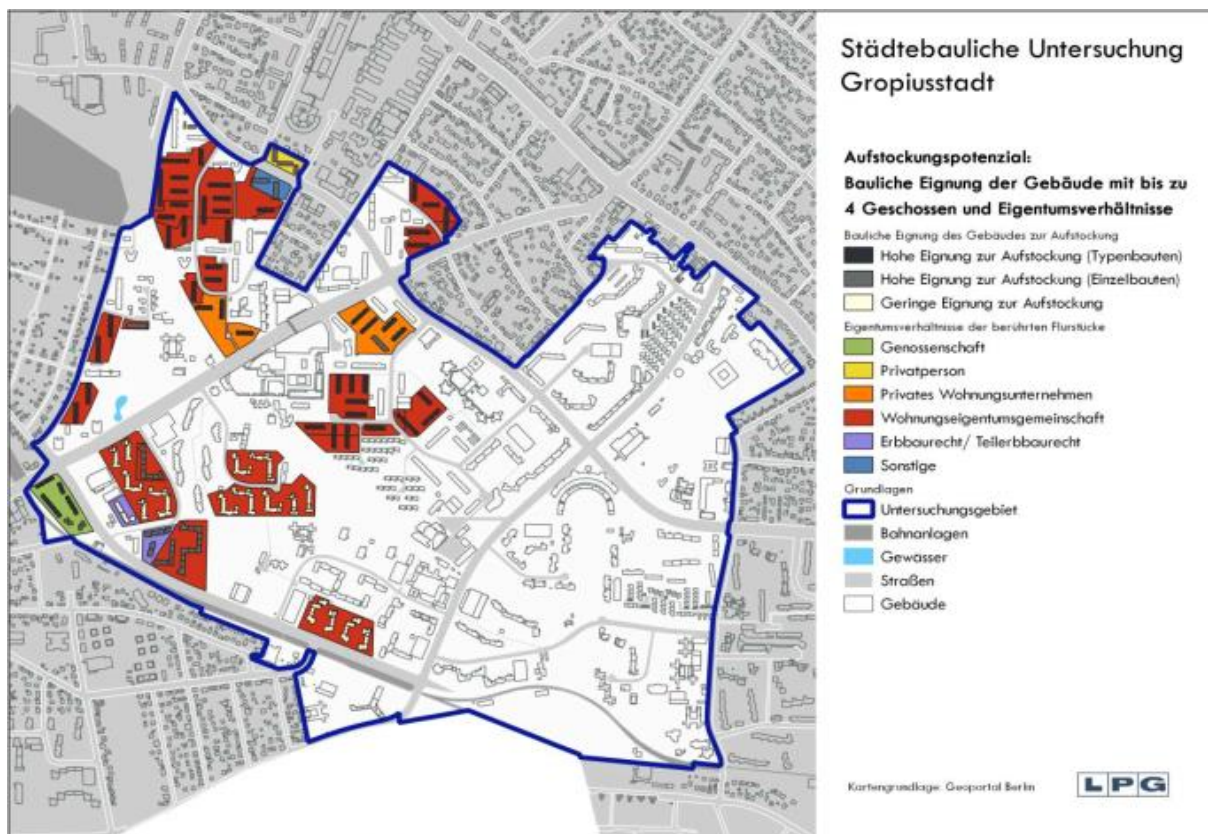 Städtebauliche Untersuchung
Gropiusstadt
Aufstockungspotenzial:
Bauliche Eignung der Gebäude mit bis zu
4 Geschossen und Eigentumsverhältnisse
Bauliche Eignung des Gebäudes zur Aufstockung
Hohe Eignung zur Aufstockung (Typenbauten)
Hohe Eignung zur Aufstockung (Einzelbauten)
Geringe Eignung zur Aufstockung
Eigentumsverhältnisse der berührten Flurstücke
Genossenschaft
Privatperson
Privates Wohnungsunternehmen
Wohnungseigentumsgemeinschaft
Erbbaurecht/ Teilerbbaurecht
Sonstige
Grundlagen
Untersuchungsgebiet
Bahnanlagen
Gewässer
Straßen
Gebäude
Kartengrundlage: Geoportal Berlin
LPG